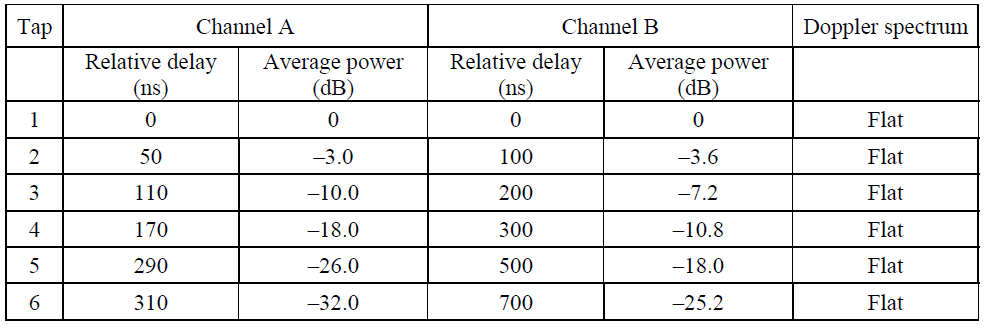 Tap Channel A Channel B Doppler spectrum
Relative delay (ns) Average power (dB) Relative delay (ns) Average power (dB)
1 0 0 0 0 Flat
2 50 –3.0 100 –3.6 Flat
3 110 –10.0 200 –7.2 Flat
4 170 –18.0 300 –10.8 Flat
5 290 –26.0 500 –18.0 Flat
6 310 –32.0 700 –25.2 Flat